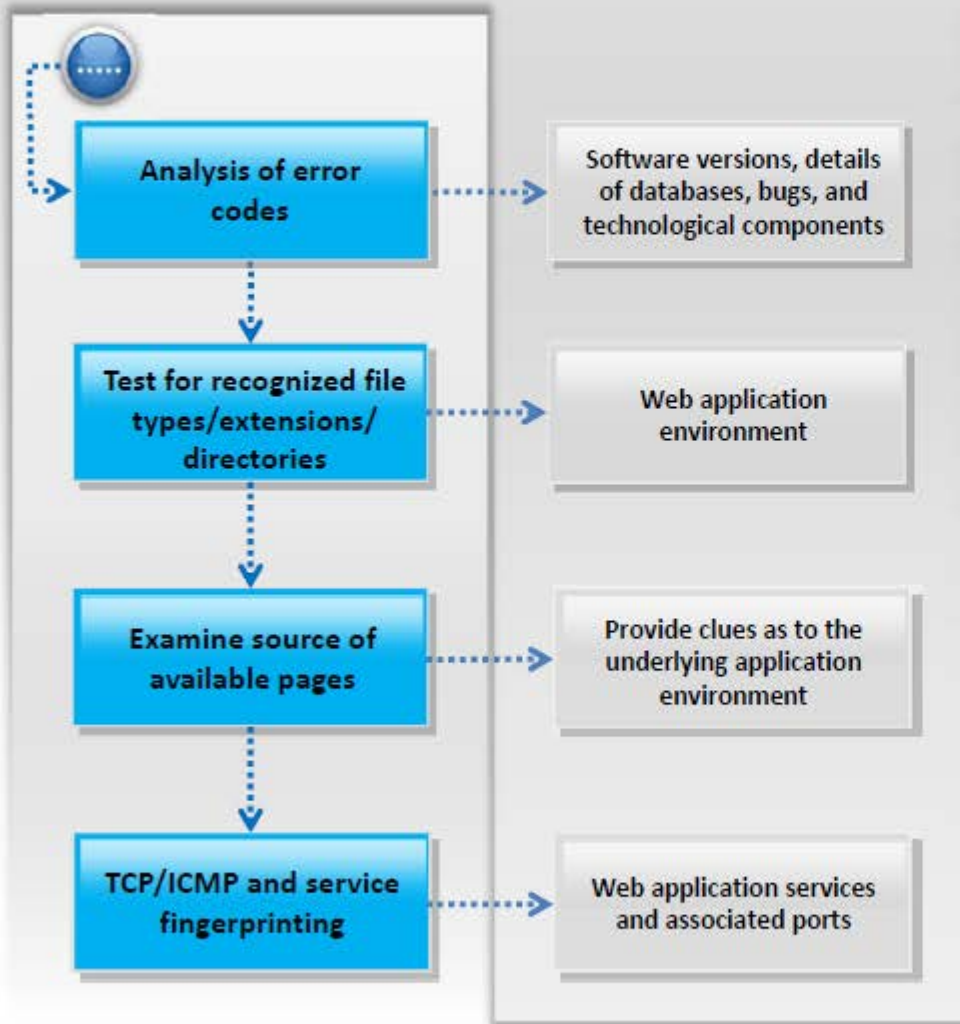 Analysis of error
codes
Software versions, details
of databases, bugs, and
technological components
Test for recognized file
types/extensions/
directories
Web application
environment
Examine source of
available pages
Provide clues as to the
underlying application
environment
TCP/ICMP and service
fingerprinting
Web application services
and associated ports